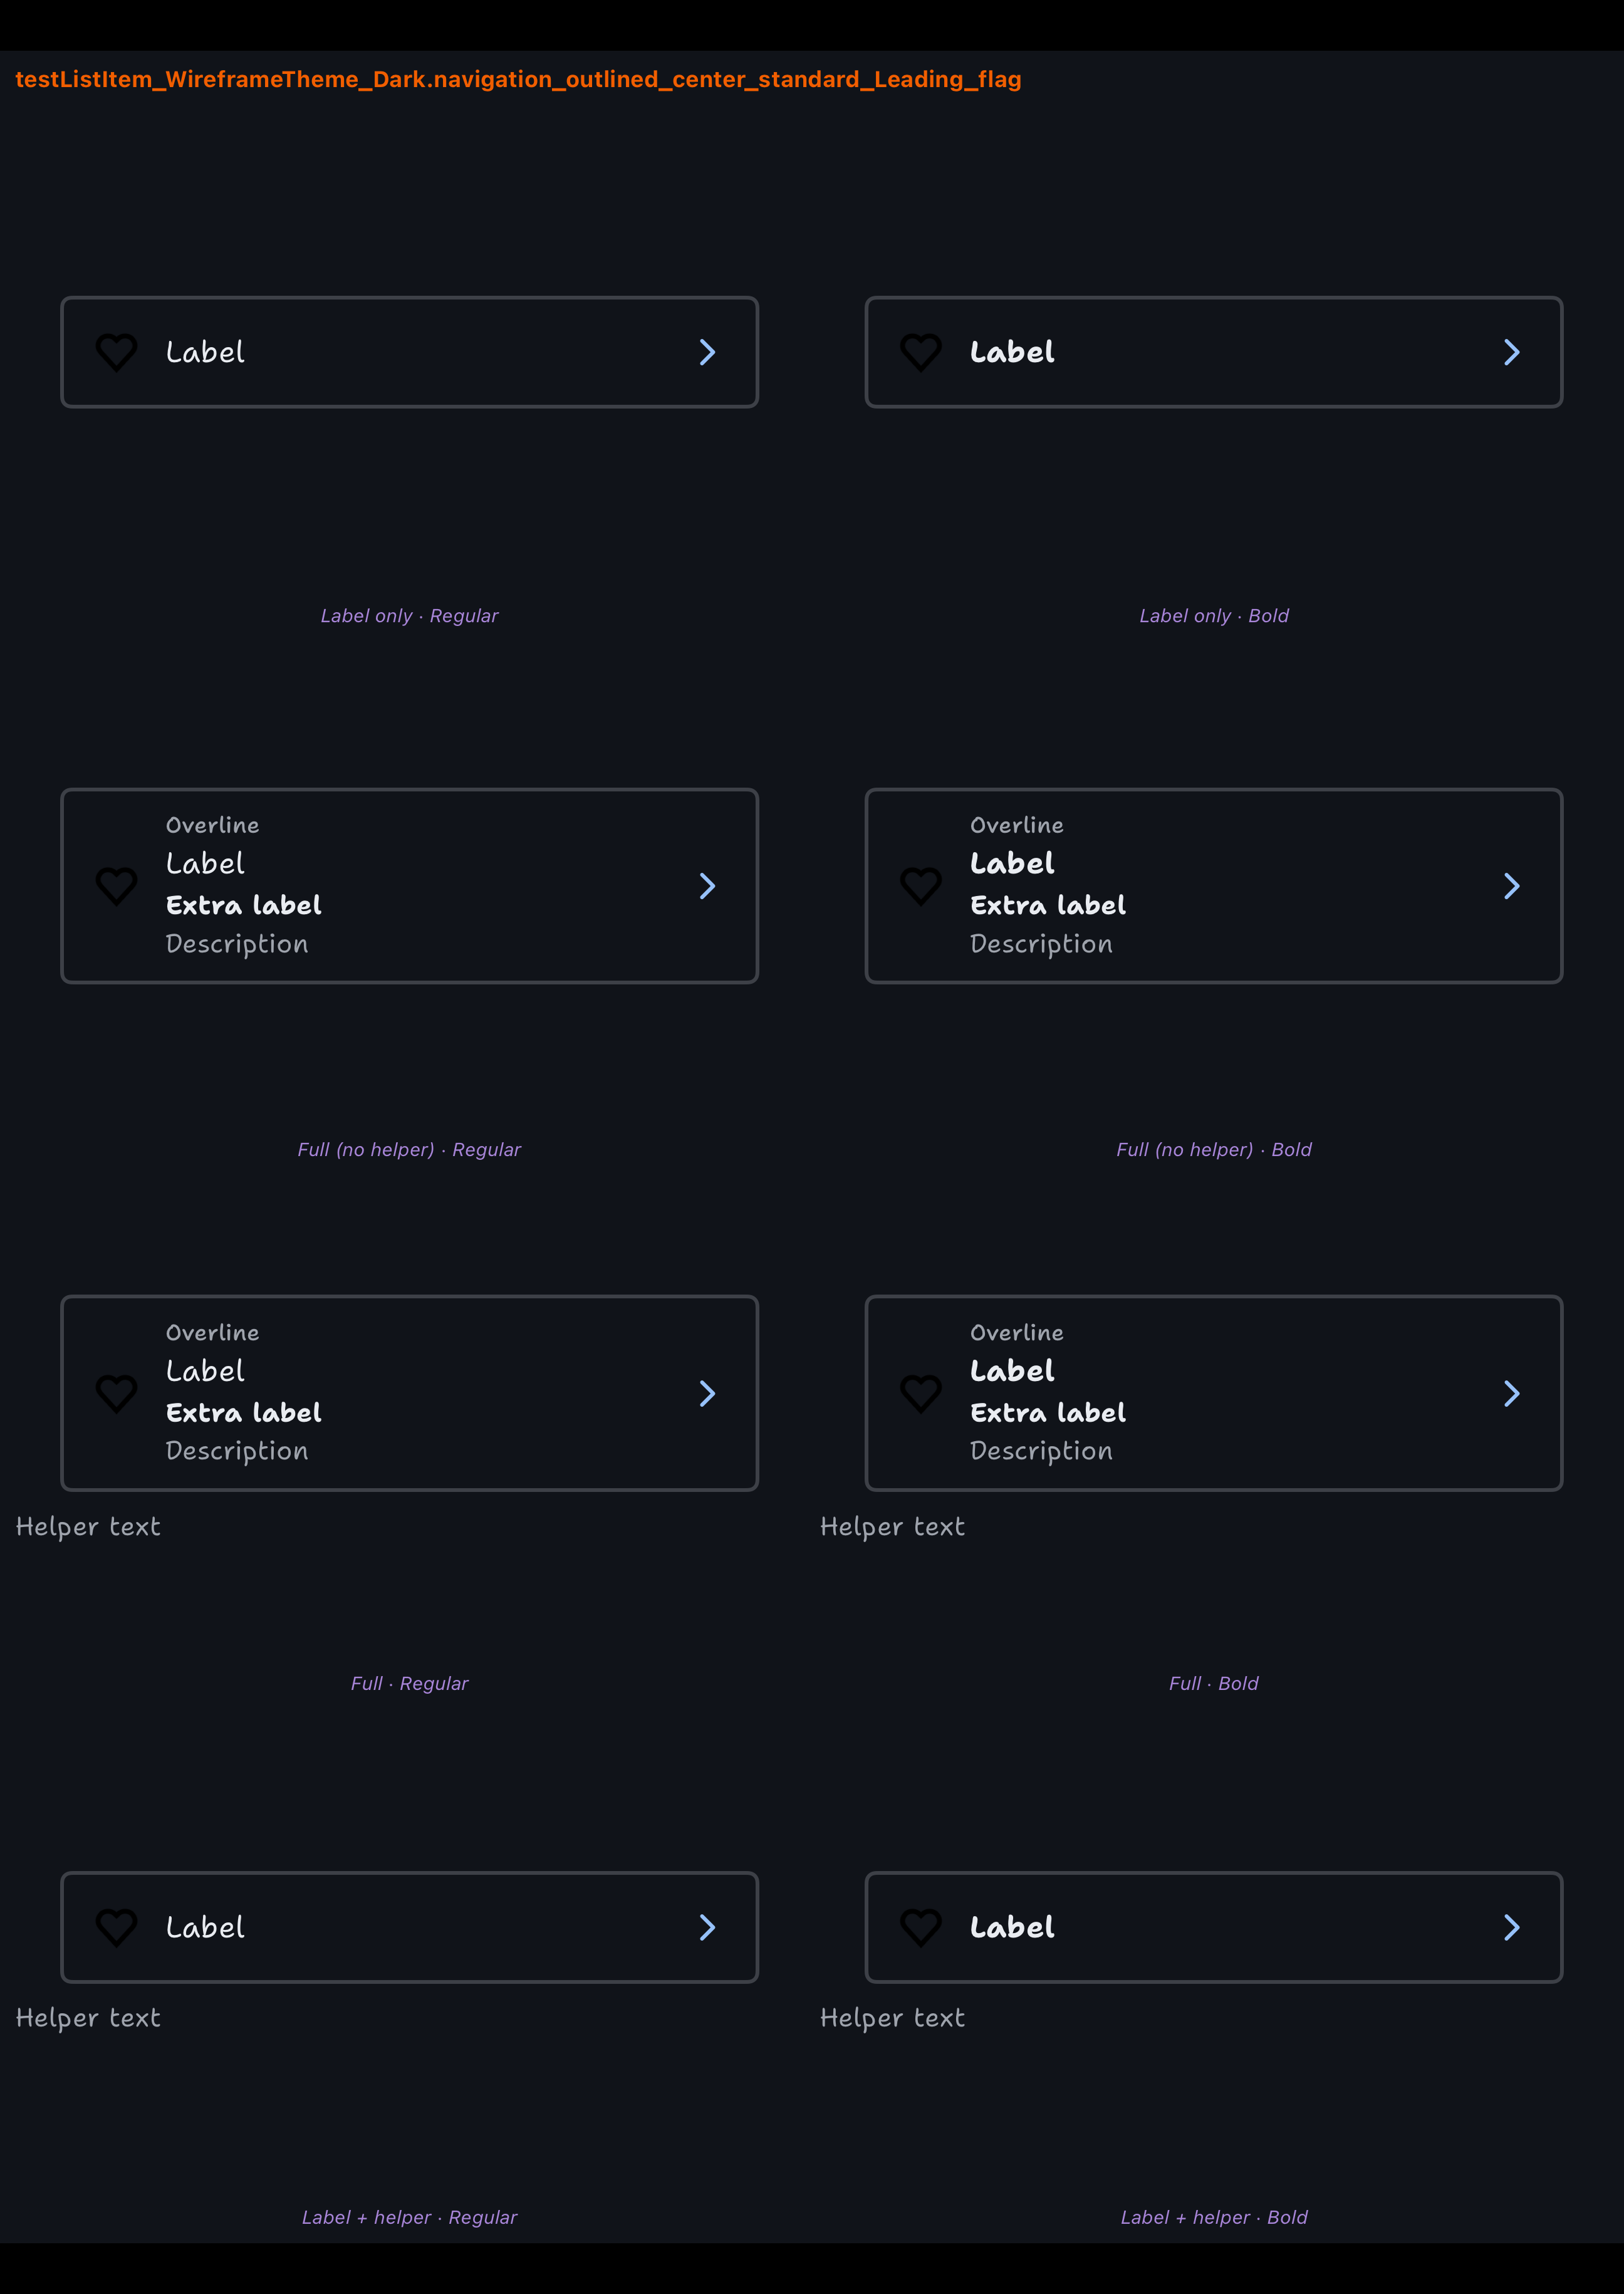 testListItem_WireframeTheme_Dark.navigation_outlined_center_standard_Leading_flag
Label
Label
Label only · Regular
Label only · Bold
Overline
Label
Extra label
Description
Overline
Label
Extra label
Description
Full (no helper) · Regular
Full (no helper) · Bold
Overline
Label
Extra label
Description
Helper text
Overline
Label
Extra label
Description
Helper text
Full · Regular
Full · Bold
Label
Helper text
Label
Helper text
Label + helper · Regular
Label + helper · Bold